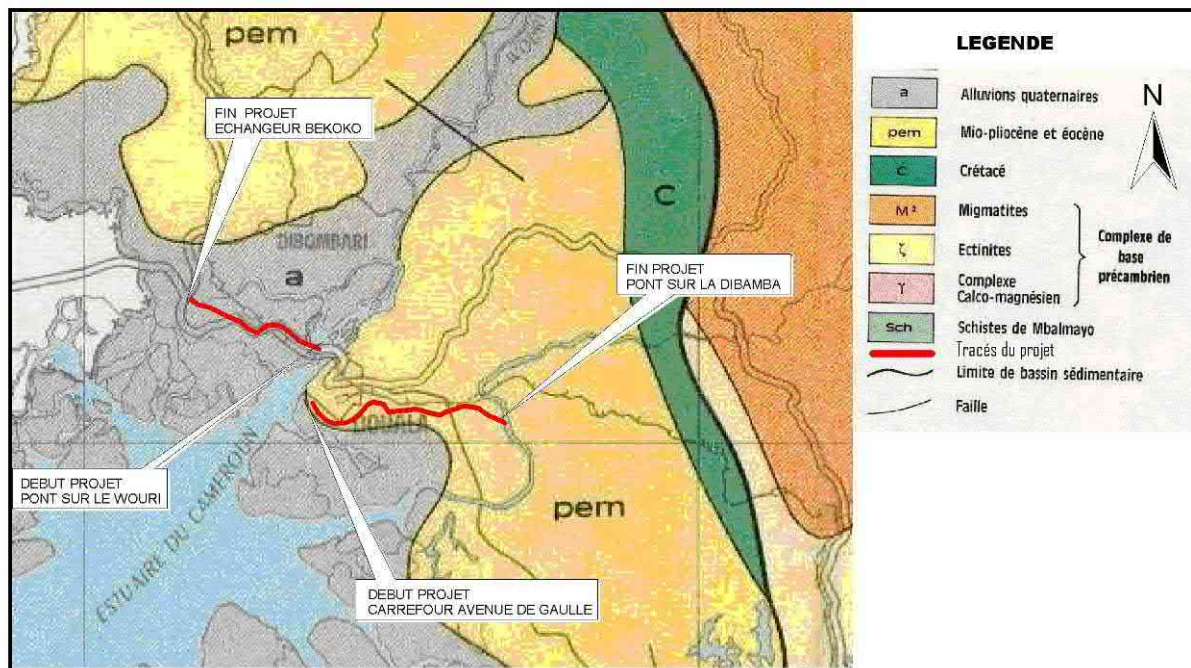 pem
FIN PROJET
ECHANGEUR BEKOKO
DIBOMBARI
a
C
FIN PROJET
PONT SUR LA DIBAMBA
DOUALA
DEBUT PROJET
PONT SUR LE WOURI
ESTUAIRE DU CAMEROUN
pem
DEBUT PROJET
CARREFOUR AVENUE DE GAULLE
LEGENDE
N
a Alluvions quaternaires
pem Mio-pliocène et éocène
C Crétacé
M² Migmatites
ζ Ectinites
γ Complexe
Calco-magnésien
Complexe de
base
précambrien
Sch Schistes de Mbalmayo
Tracés du projet
Limite de bassin sédimentaire
Faille